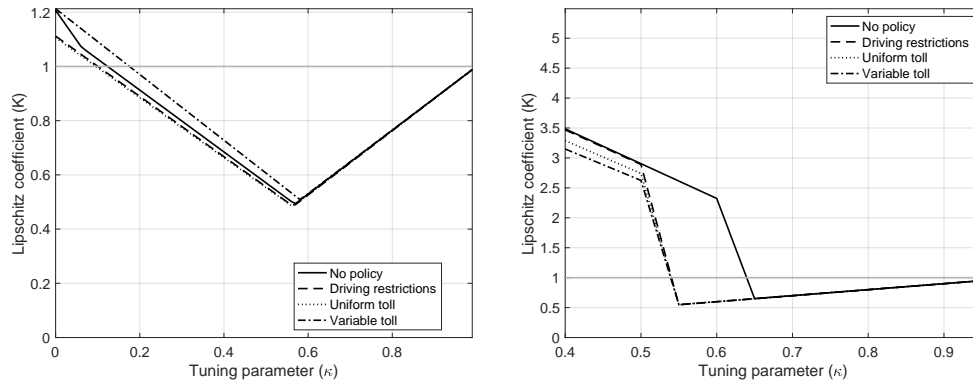 1.2
1
0.8
0.6
0.4
0.2
0
Lipschitz coefficient (K)
No policy
Driving restrictions
Uniform toll
Variable toll
0
0.2
0.4
0.6
0.8
Tuning parameter (κ)
5
4.5
4
3.5
3
2.5
2
1.5
1
0.5
0
Lipschitz coefficient (K)
No policy
Driving restrictions
Uniform toll
Variable toll
0.4
0.5
0.6
0.7
0.8
0.9
Tuning parameter (κ)